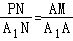 PN/A₁N = AM/A₁A